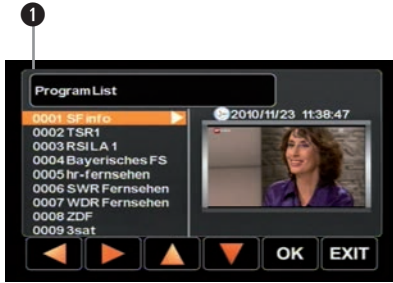 1
Program List
0001 SF info
2010/11/23 11:38:47
0002 TSR1
0003 RSI LA 1
0004 Bayerisches FS
0005 hr-fernsehen
0006 SWR Fernsehen
0007 WDR Fernsehen
0008 ZDF
0009 3sat
OK EXIT